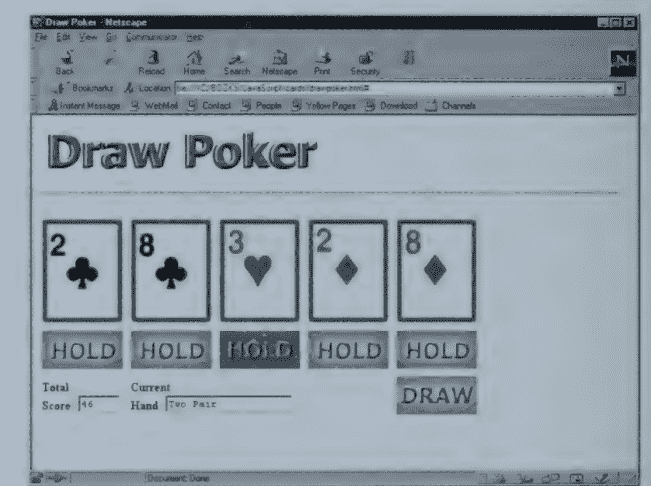 Draw Poker - Netscape
File Edit View Go Communicator Help
Back Reload Home Search Netscape Print Security
Bookmarks Location
Instant Message WebMail Contact People Yellow Pages Download Channels
Draw Poker
2 8 3 2 8
HOLD HOLD HOLD HOLD HOLD
Total Current
Score 46 Hand Two Pair DRAW
Document: Done